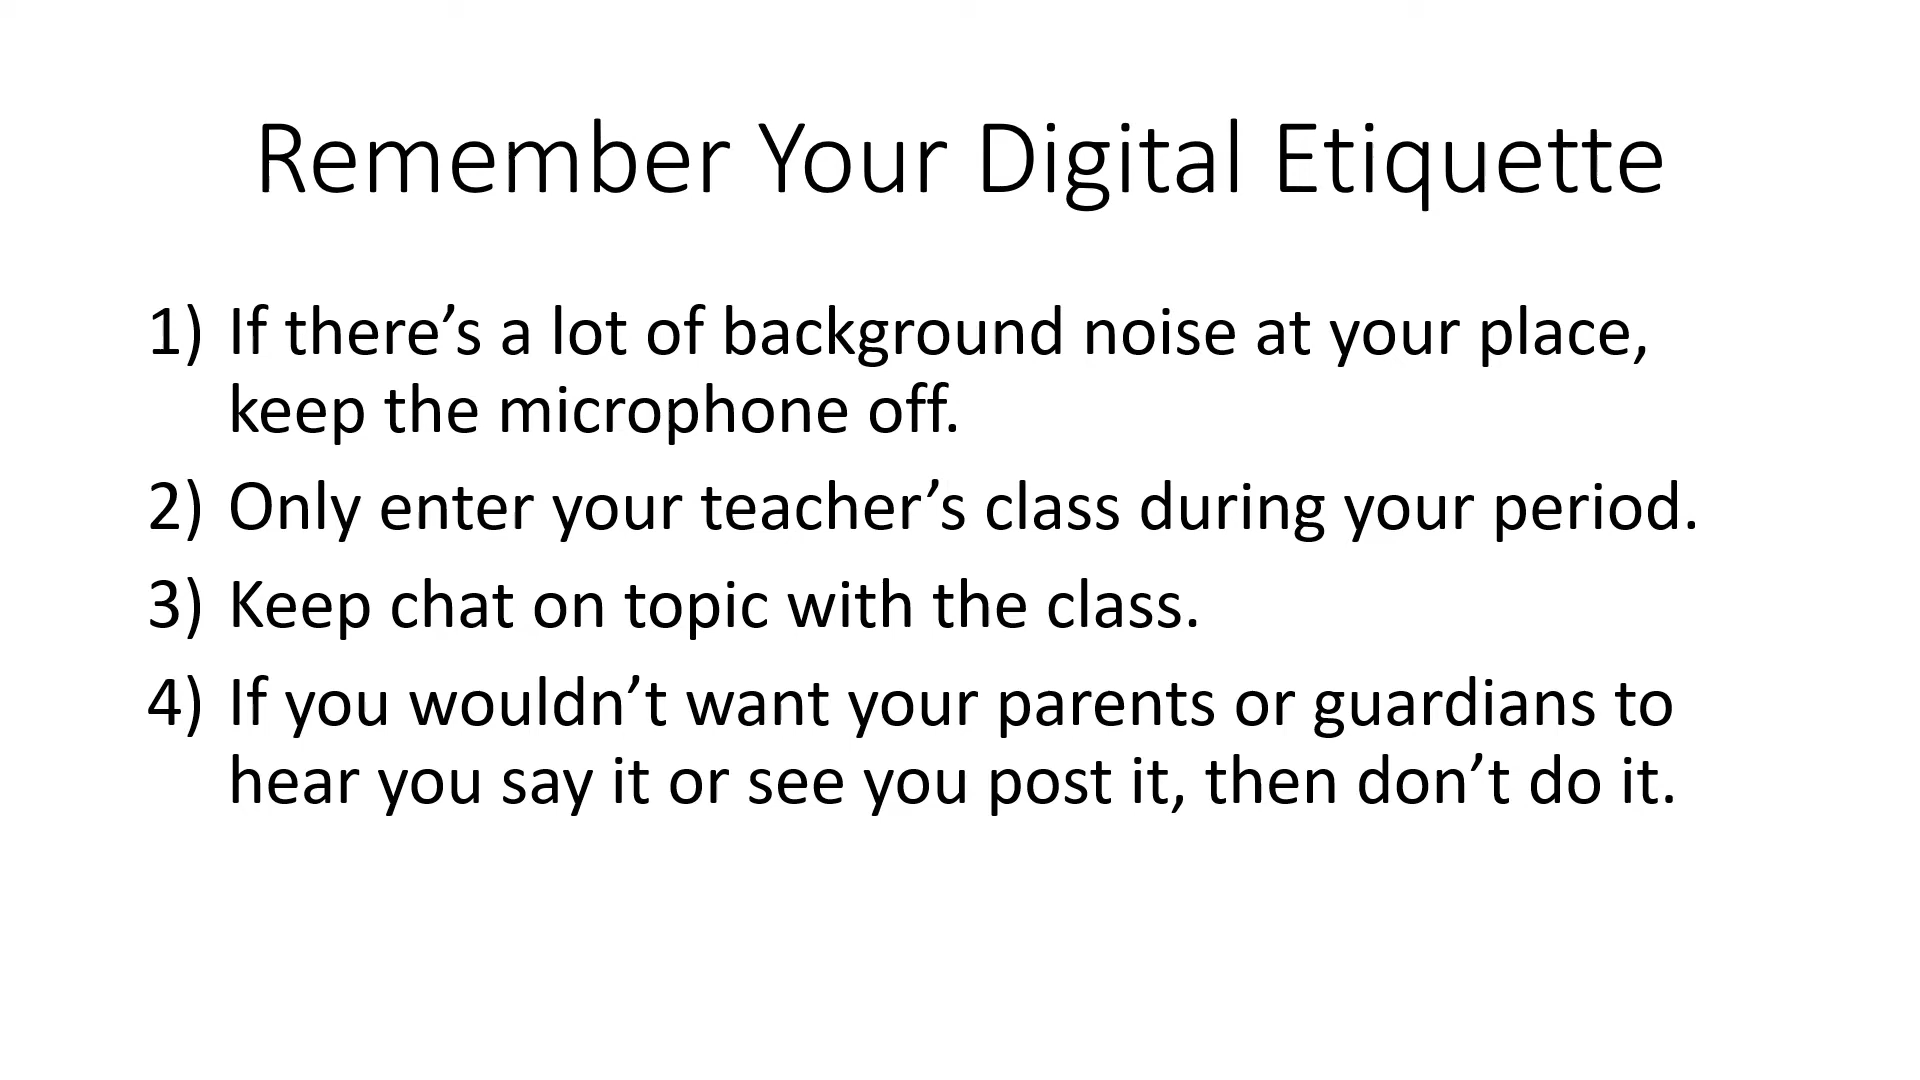 Remember Your Digital Etiquette
1) If there’s a lot of background noise at your place,
keep the microphone off.
2) Only enter your teacher’s class during your period.
3) Keep chat on topic with the class.
4) If you wouldn’t want your parents or guardians to
hear you say it or see you post it, then don’t do it.